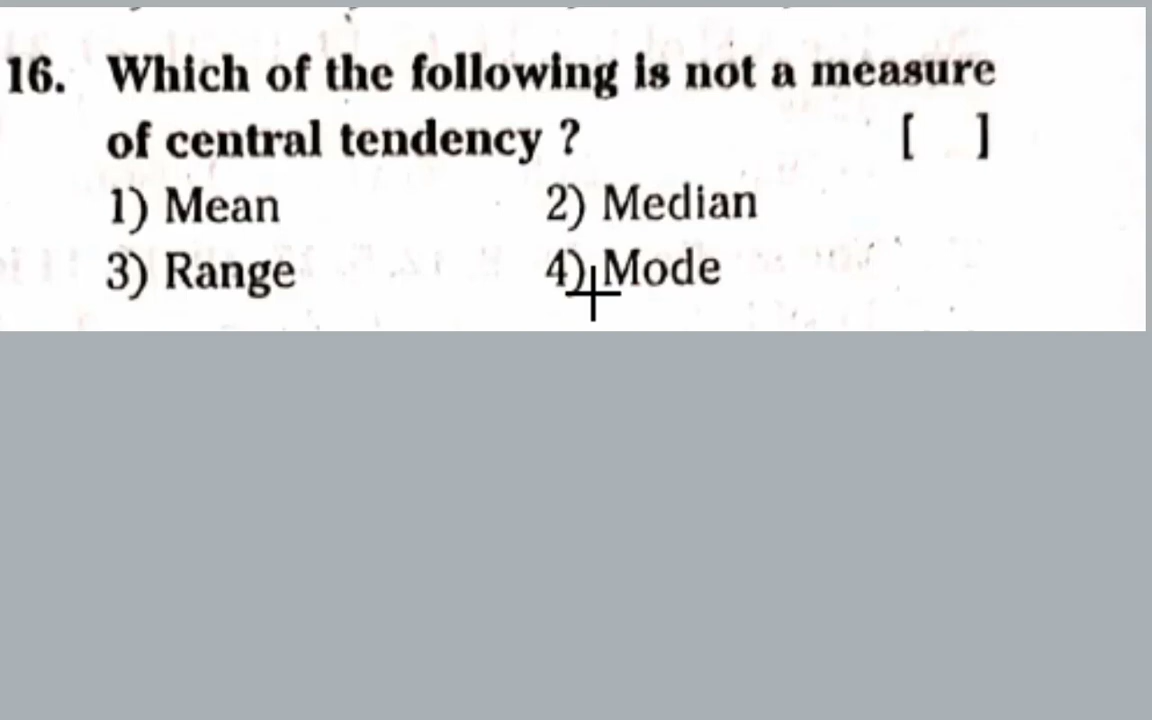 16. Which of the following is not a measure
of central tendency ? [ ]
1) Mean 2) Median
3) Range 4) Mode